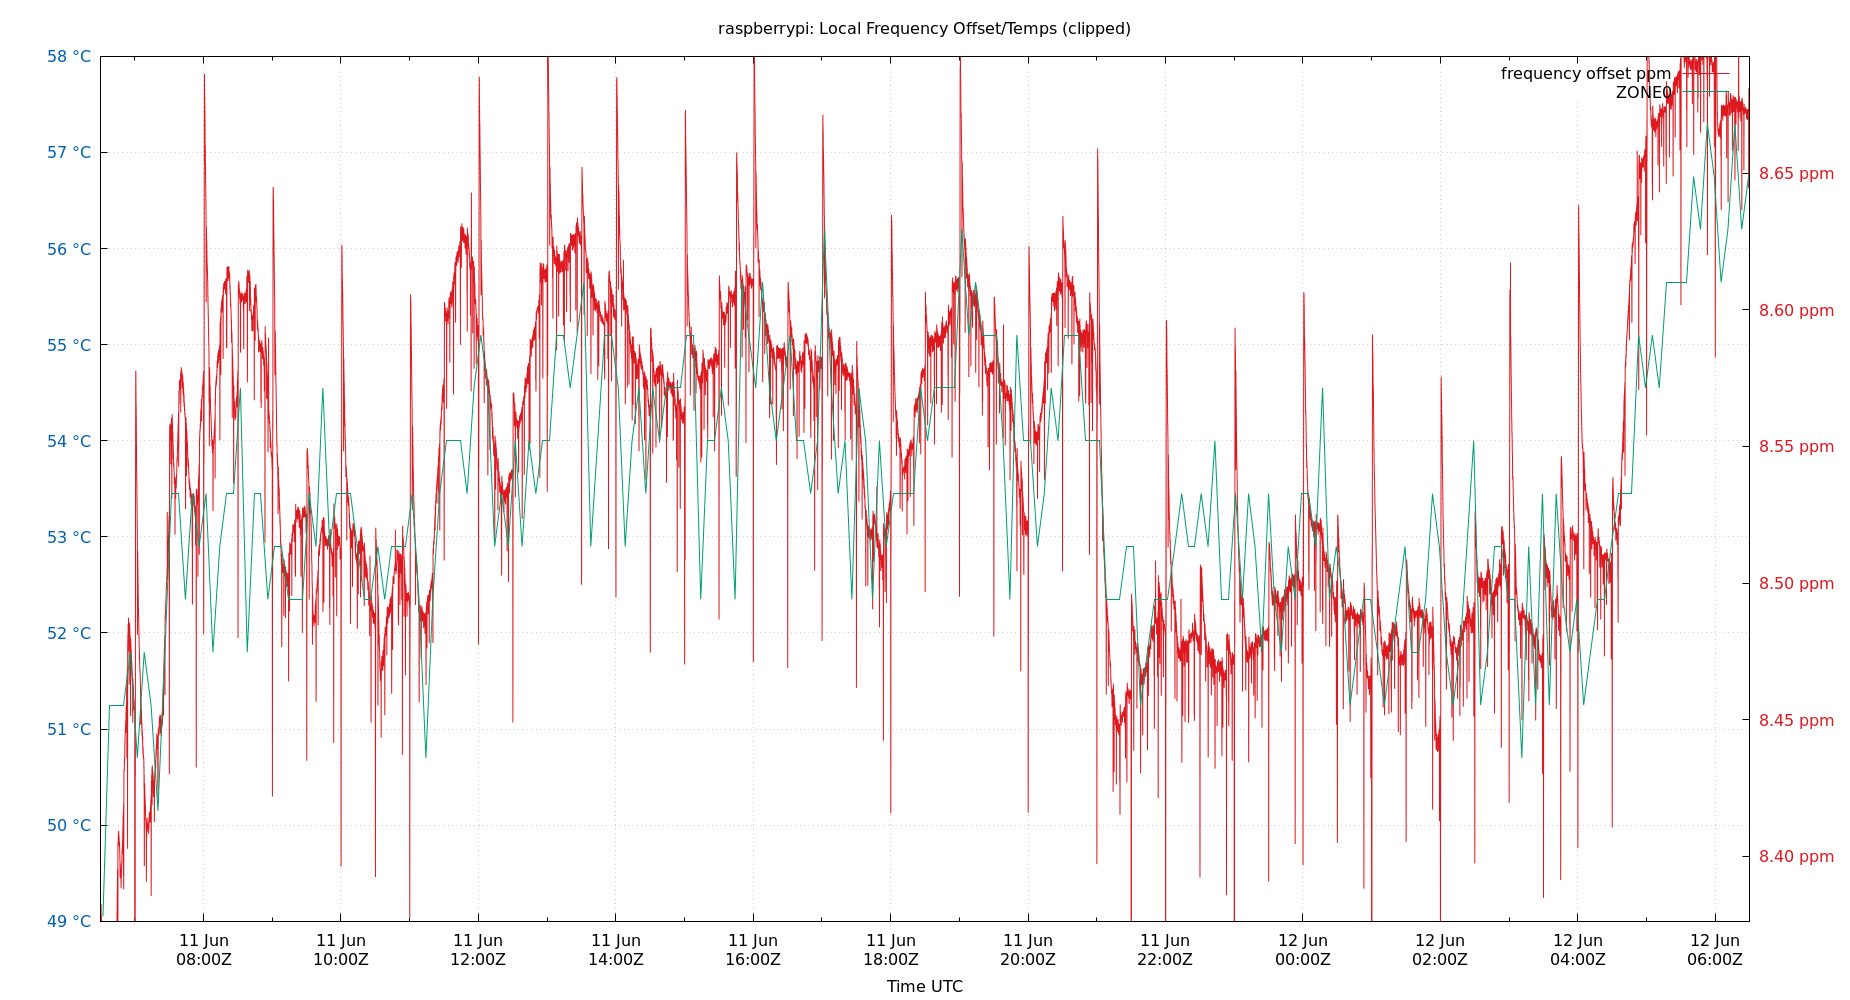 raspberrypi: Local Frequency Offset/Temps (clipped)
58 °C
57 °C
56 °C
55 °C
54 °C
53 °C
52 °C
51 °C
50 °C
49 °C
frequency offset ppm
ZONE0
8.65 ppm
8.60 ppm
8.55 ppm
8.50 ppm
8.45 ppm
8.40 ppm
11 Jun 11 Jun 11 Jun 11 Jun 11 Jun 11 Jun 11 Jun 11 Jun 12 Jun 12 Jun 12 Jun 12 Jun
08:00Z 10:00Z 12:00Z 14:00Z 16:00Z 18:00Z 20:00Z 22:00Z 00:00Z 02:00Z 04:00Z 06:00Z
Time UTC